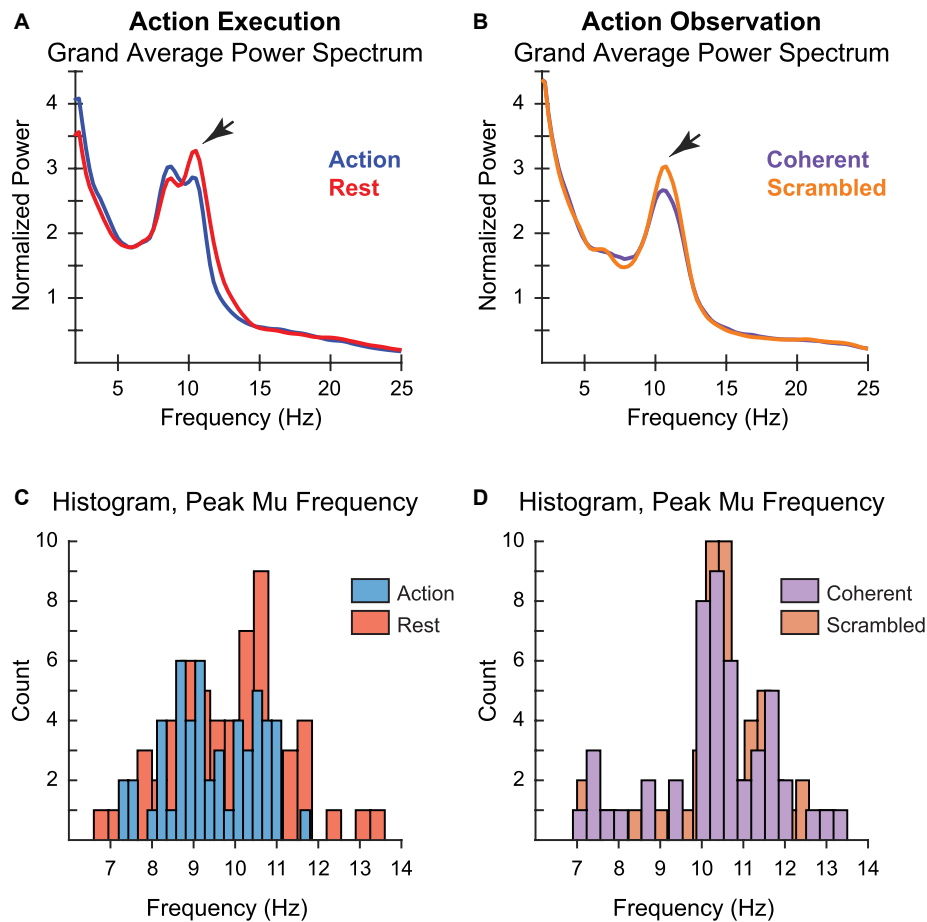 A
Action Execution
Grand Average Power Spectrum
4
3
2
1
Normalized Power
Action
Rest
5
10
15
20
25
Frequency (Hz)
B
Action Observation
Grand Average Power Spectrum
4
3
2
1
Normalized Power
Coherent
Scrambled
5
10
15
20
25
Frequency (Hz)
C
Histogram, Peak Mu Frequency
10
8
6
4
2
Count
Action
Rest
7
8
9
10
11
12
13
14
Frequency (Hz)
D
Histogram, Peak Mu Frequency
10
8
6
4
2
Count
Coherent
Scrambled
7
8
9
10
11
12
13
14
Frequency (Hz)